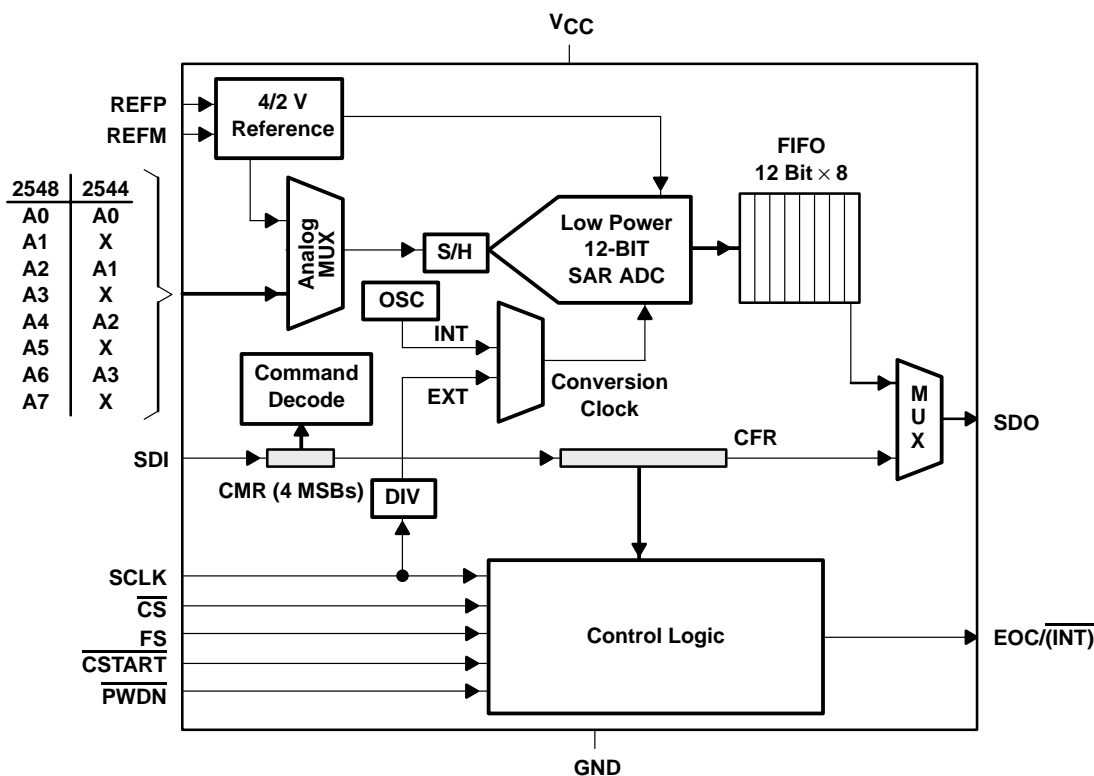 VCC
REFP
REFM
4/2 V
Reference
FIFO
12 Bit × 8
2548 2544
A0 A0
A1 X
A2 A1
A3 X
A4 A2
A5 X
A6 A3
A7 X
Analog
MUX
S/H
Low Power
12-BIT
SAR ADC
OSC
INT
EXT
Conversion
Clock
Command
Decode
MUX
SDO
SDI
CMR (4 MSBs)
DIV
CFR
SCLK
CS
FS
CSTART
PWDN
Control Logic
EOC/(INT)
GND